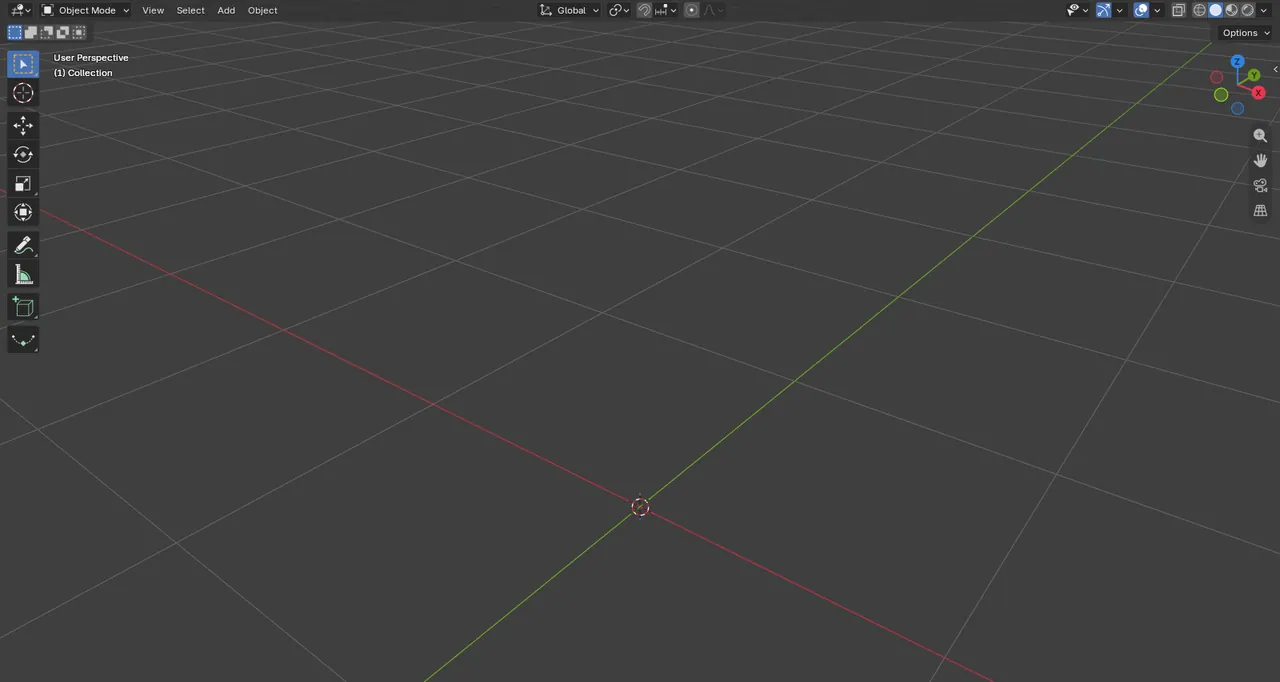 Object Mode View Select Add Object Global
Options
User Perspective
(1) Collection
Z
Y
X